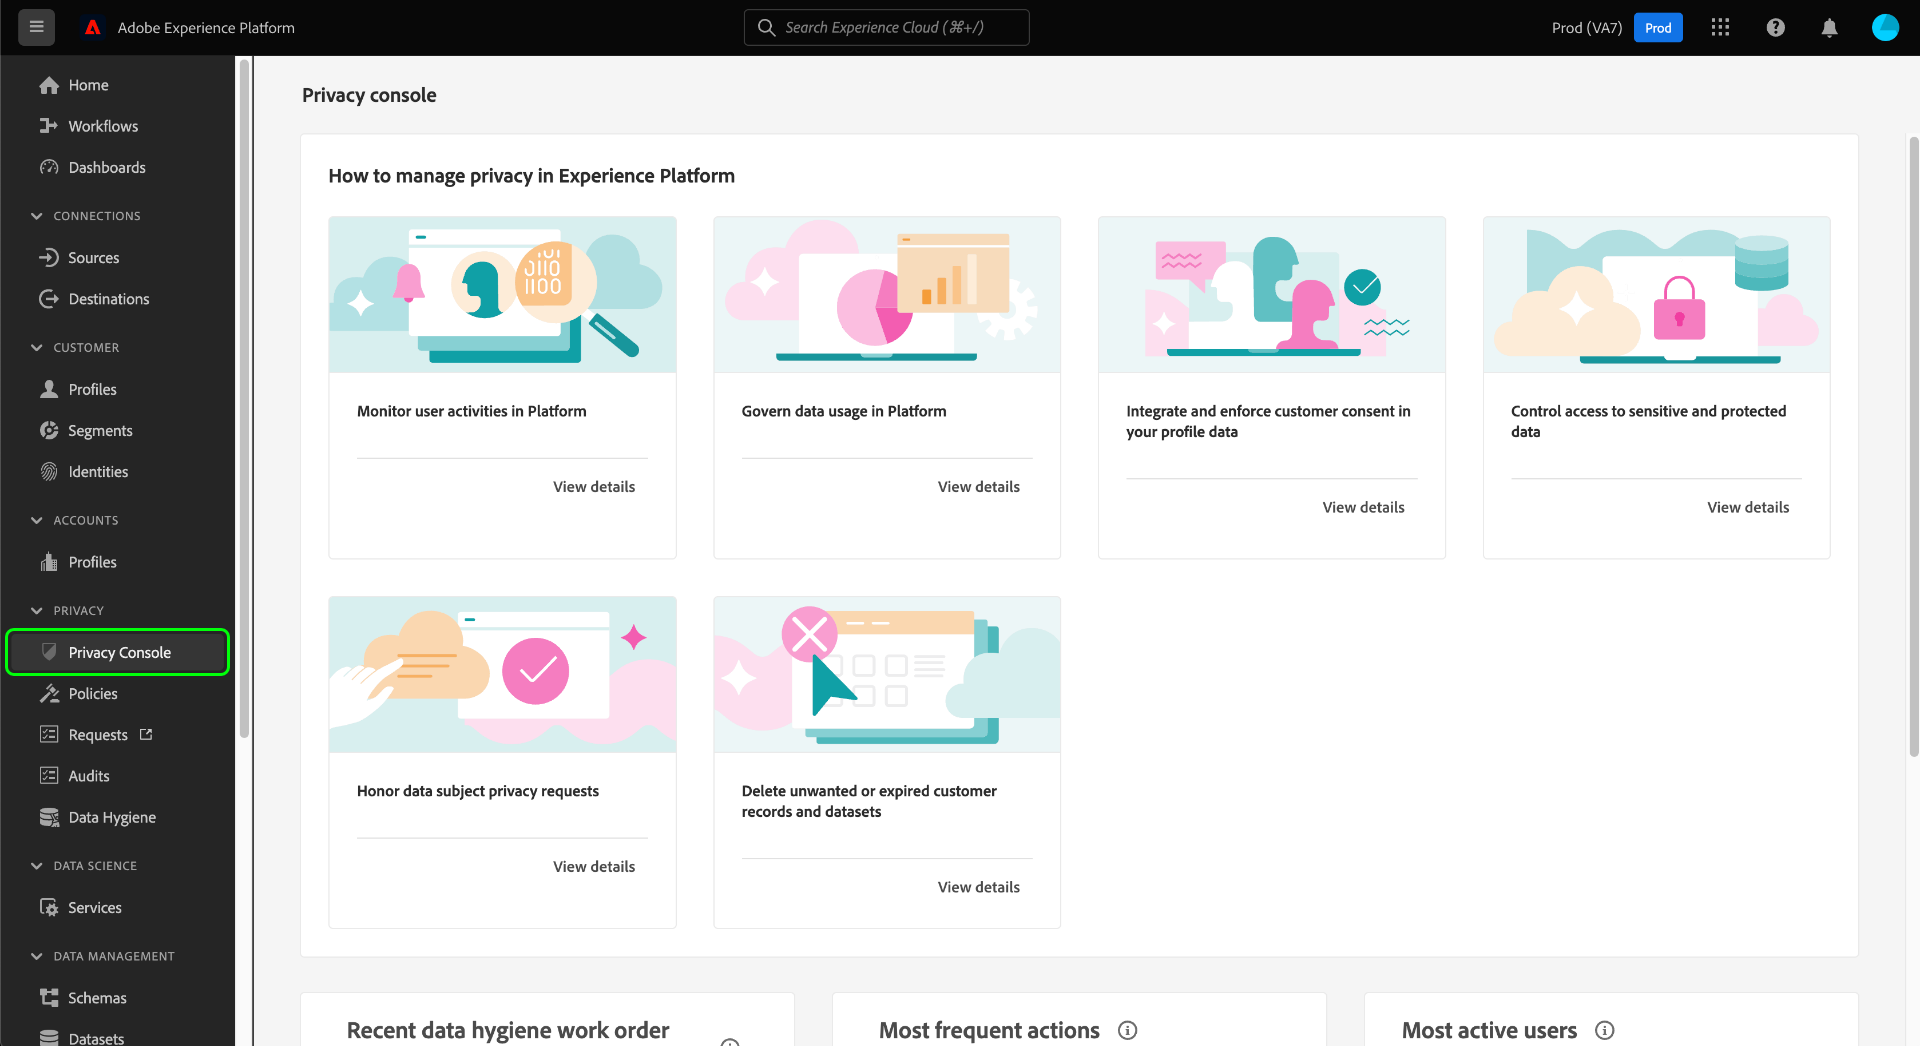 Adobe Experience Platform
Search Experience Cloud (⌘+/)
Prod (VA7)
Prod
Home
Workflows
Dashboards
CONNECTIONS
Sources
Destinations
CUSTOMER
Profiles
Segments
Identities
ACCOUNTS
Profiles
PRIVACY
Privacy Console
Policies
Requests
Audits
Data Hygiene
DATA SCIENCE
Services
DATA MANAGEMENT
Schemas
Datasets
Privacy console
How to manage privacy in Experience Platform
Monitor user activities in Platform
View details
Govern data usage in Platform
View details
Integrate and enforce customer consent in
your profile data
View details
Control access to sensitive and protected
data
View details
Honor data subject privacy requests
View details
Delete unwanted or expired customer
records and datasets
View details
Recent data hygiene work order
Most frequent actions
Most active users